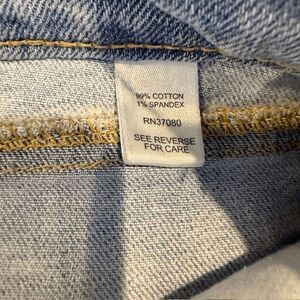 99% COTTON
1% SPANDEX
RN37080
SEE REVERSE
FOR CARE